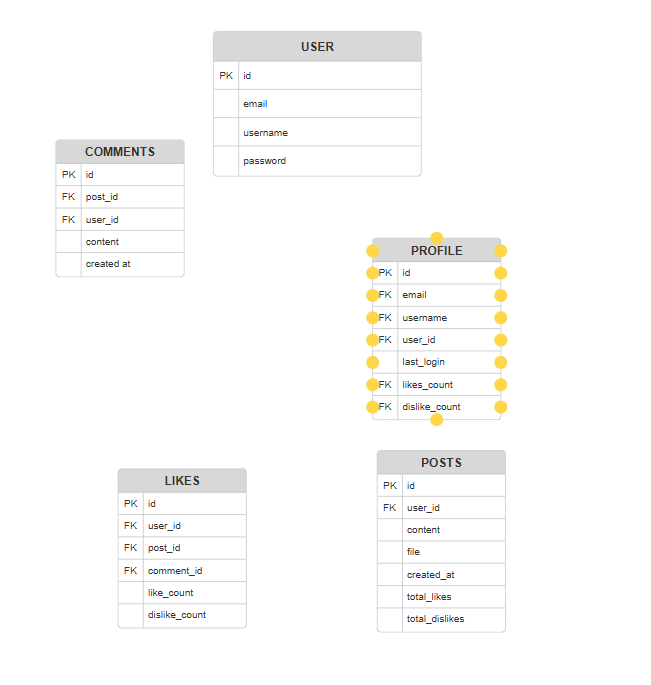 USER
PK id
email
username
password
COMMENTS
PK id
FK post_id
FK user_id
content
created at
PROFILE
PK id
FK email
FK username
FK user_id
last_login
FK likes_count
FK dislike_count
LIKES
PK id
FK user_id
FK post_id
FK comment_id
like_count
dislike_count
POSTS
PK id
FK user_id
content
file
created_at
total_likes
total_dislikes